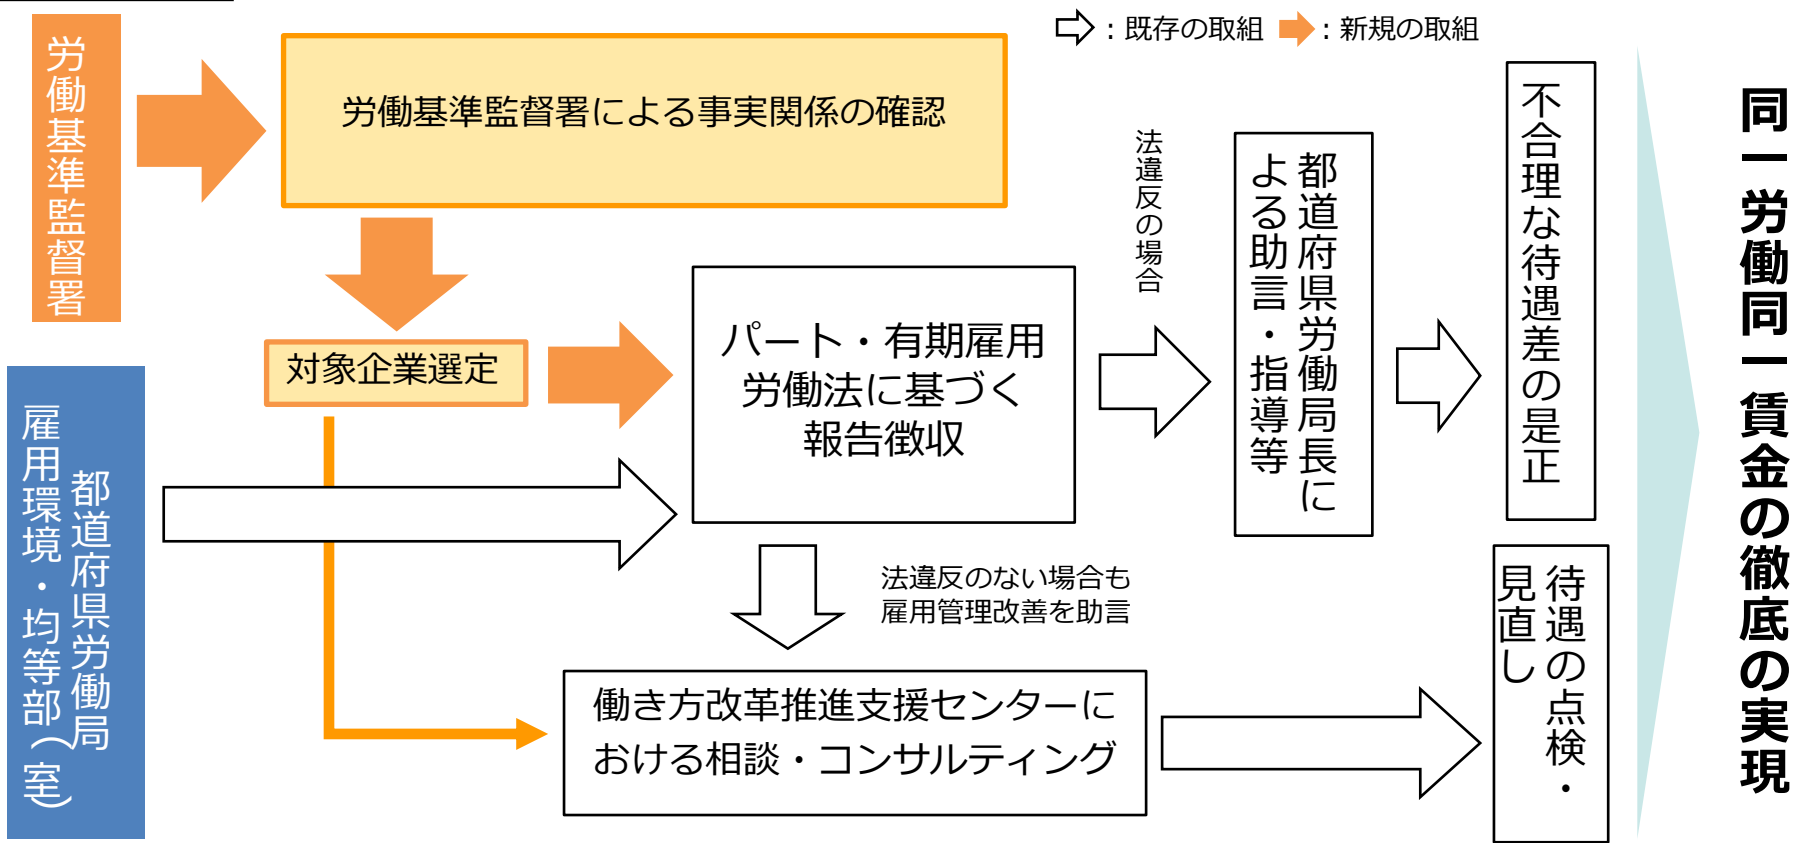 ：既存の取組 ：新規の取組
労働基準監督署
労働基準監督署による事実関係の確認
対象企業選定
都道府県労働局
雇用環境・均等部（室）
パート・有期雇用
労働法に基づく
報告徴収
法違反の場合
都道府県労働局長に
よる助言・指導等
不合理な待遇差の是正
法違反のない場合も
雇用管理改善を助言
働き方改革推進支援センターに
おける相談・コンサルティング
待遇の点検・
見直し
同一労働同一賃金の徹底の実現